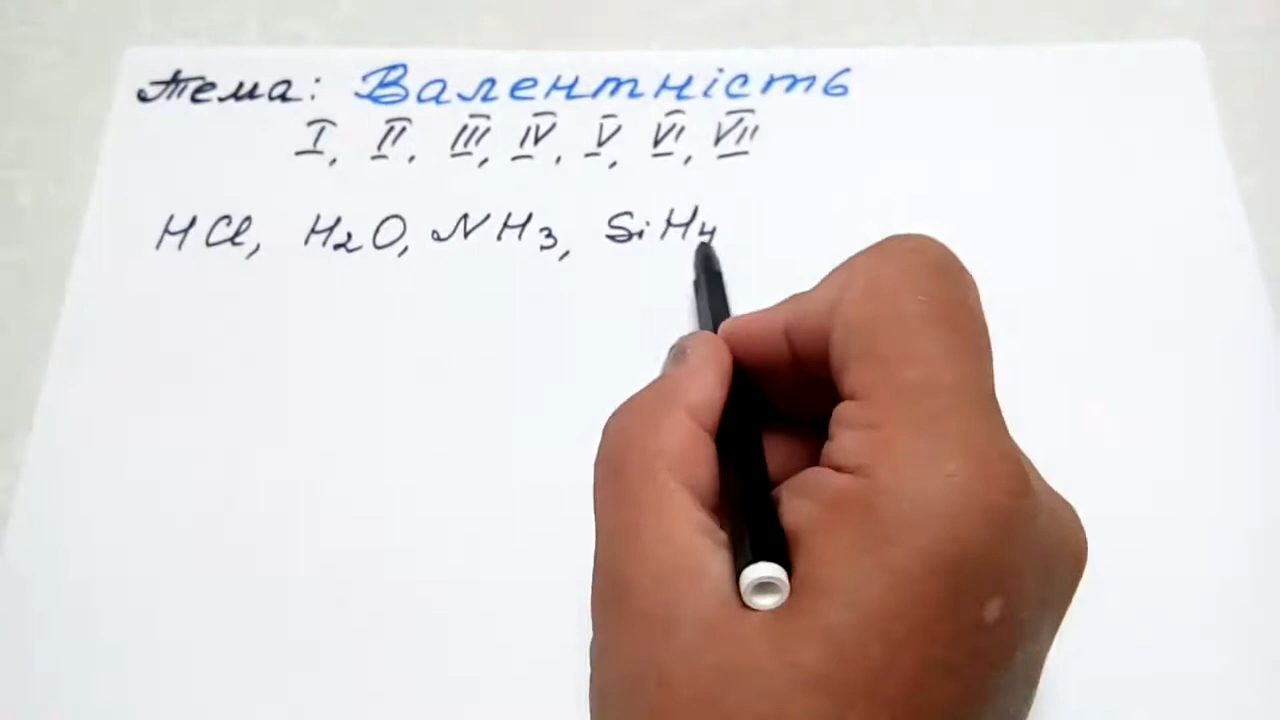 Тема: Валентність
I, II, III, IV, V, VI, VII
HCl, H2O, NH3, SiH4